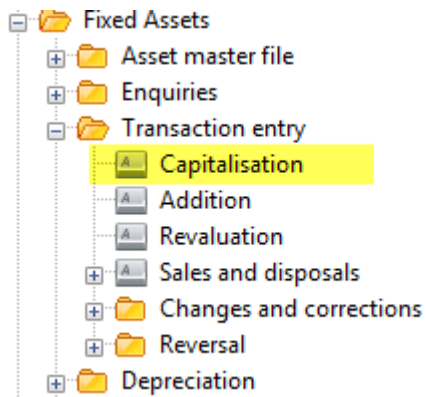 Fixed Assets
Asset master file
Enquiries
Transaction entry
Capitalisation
Addition
Revaluation
Sales and disposals
Changes and corrections
Reversal
Depreciation